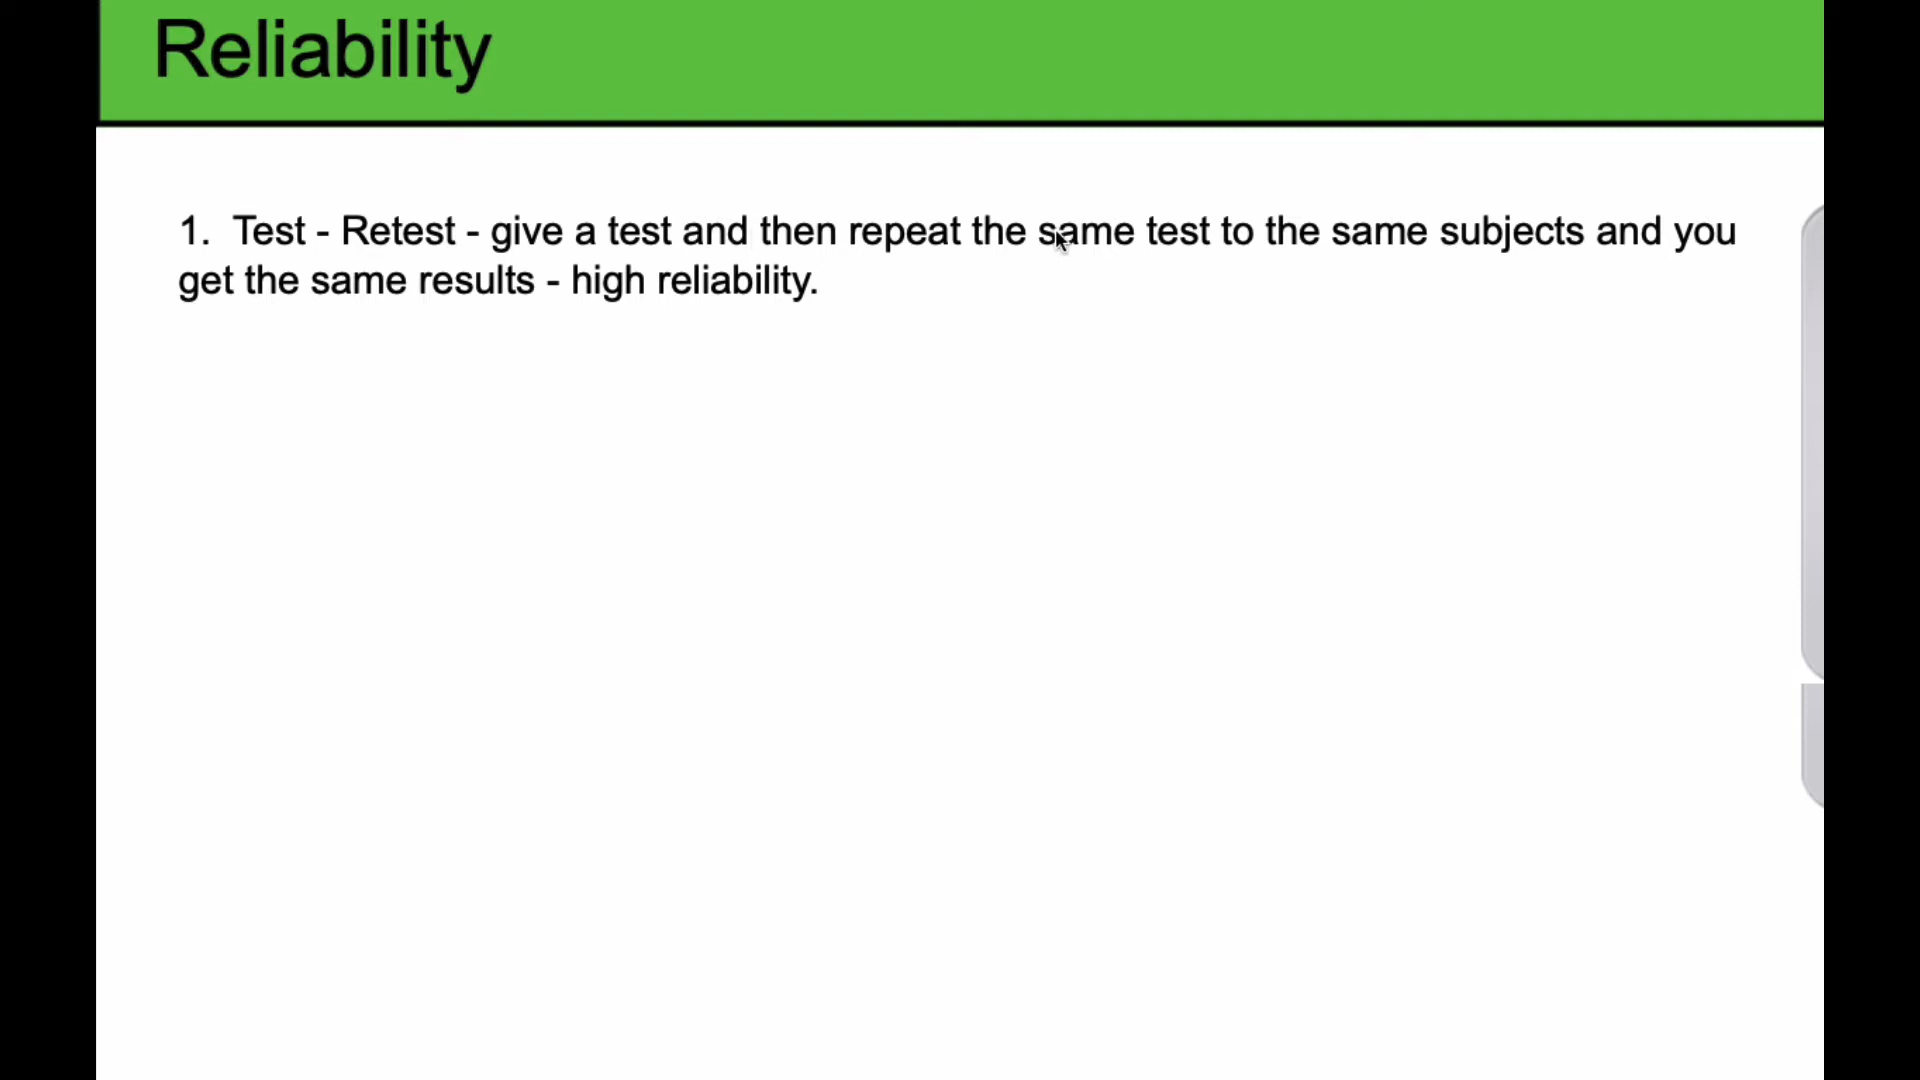 Reliability
1. Test - Retest - give a test and then repeat the same test to the same subjects and you
get the same results - high reliability.